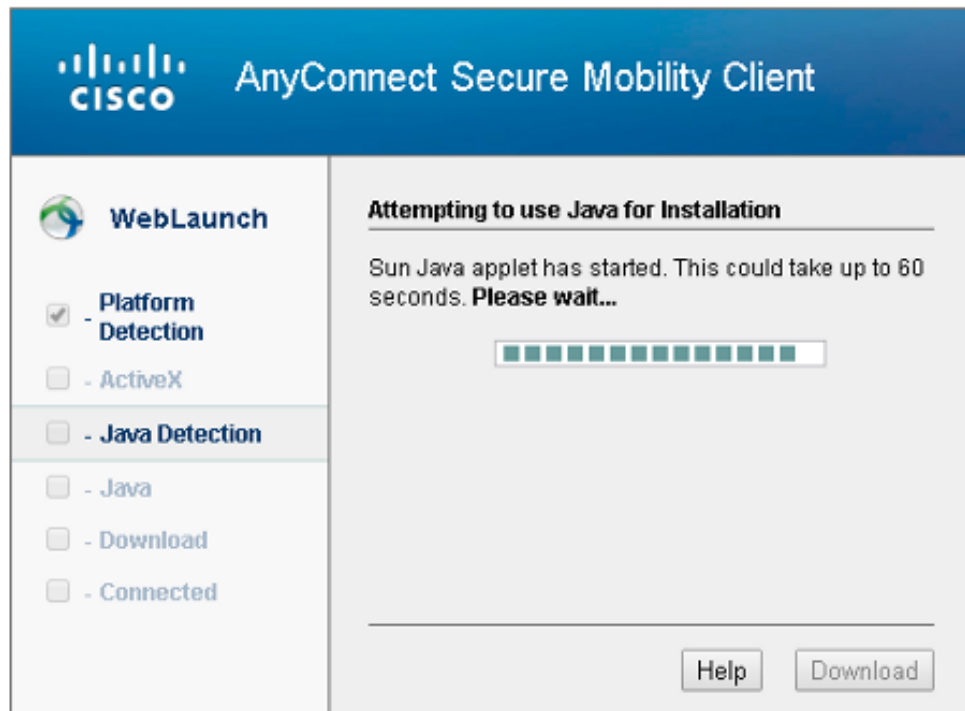 CISCO
AnyConnect Secure Mobility Client
WebLaunch
- Platform
Detection
- ActiveX
- Java Detection
- Java
- Download
- Connected
Attempting to use Java for Installation
Sun Java applet has started. This could take up to 60
seconds. Please wait...
Help
Download